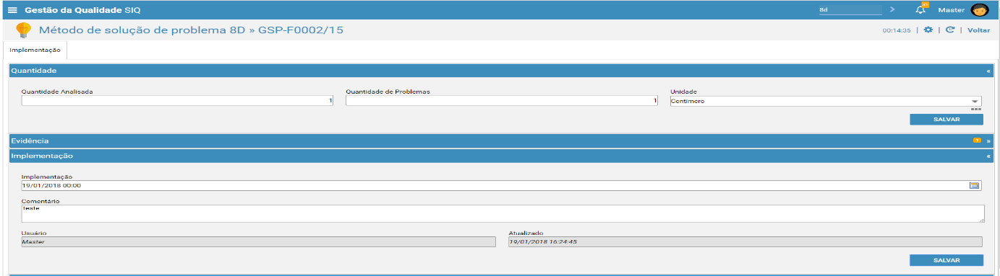 Gestão da Qualidade SIQ 8d Master
Método de solução de problema 8D » GSP-F0002/15 00:14:35 | | | Voltar
Implementação
Quantidade «
Quantidade Analisada Quantidade de Problemas Unidade
1 1 Centimero
SALVAR
Evidência 1 »
Implementação «
Implementação
19/01/2018 00:00
Comentário
teste
Usuário Atualizado
Master 19/01/2018 16:24:45
SALVAR